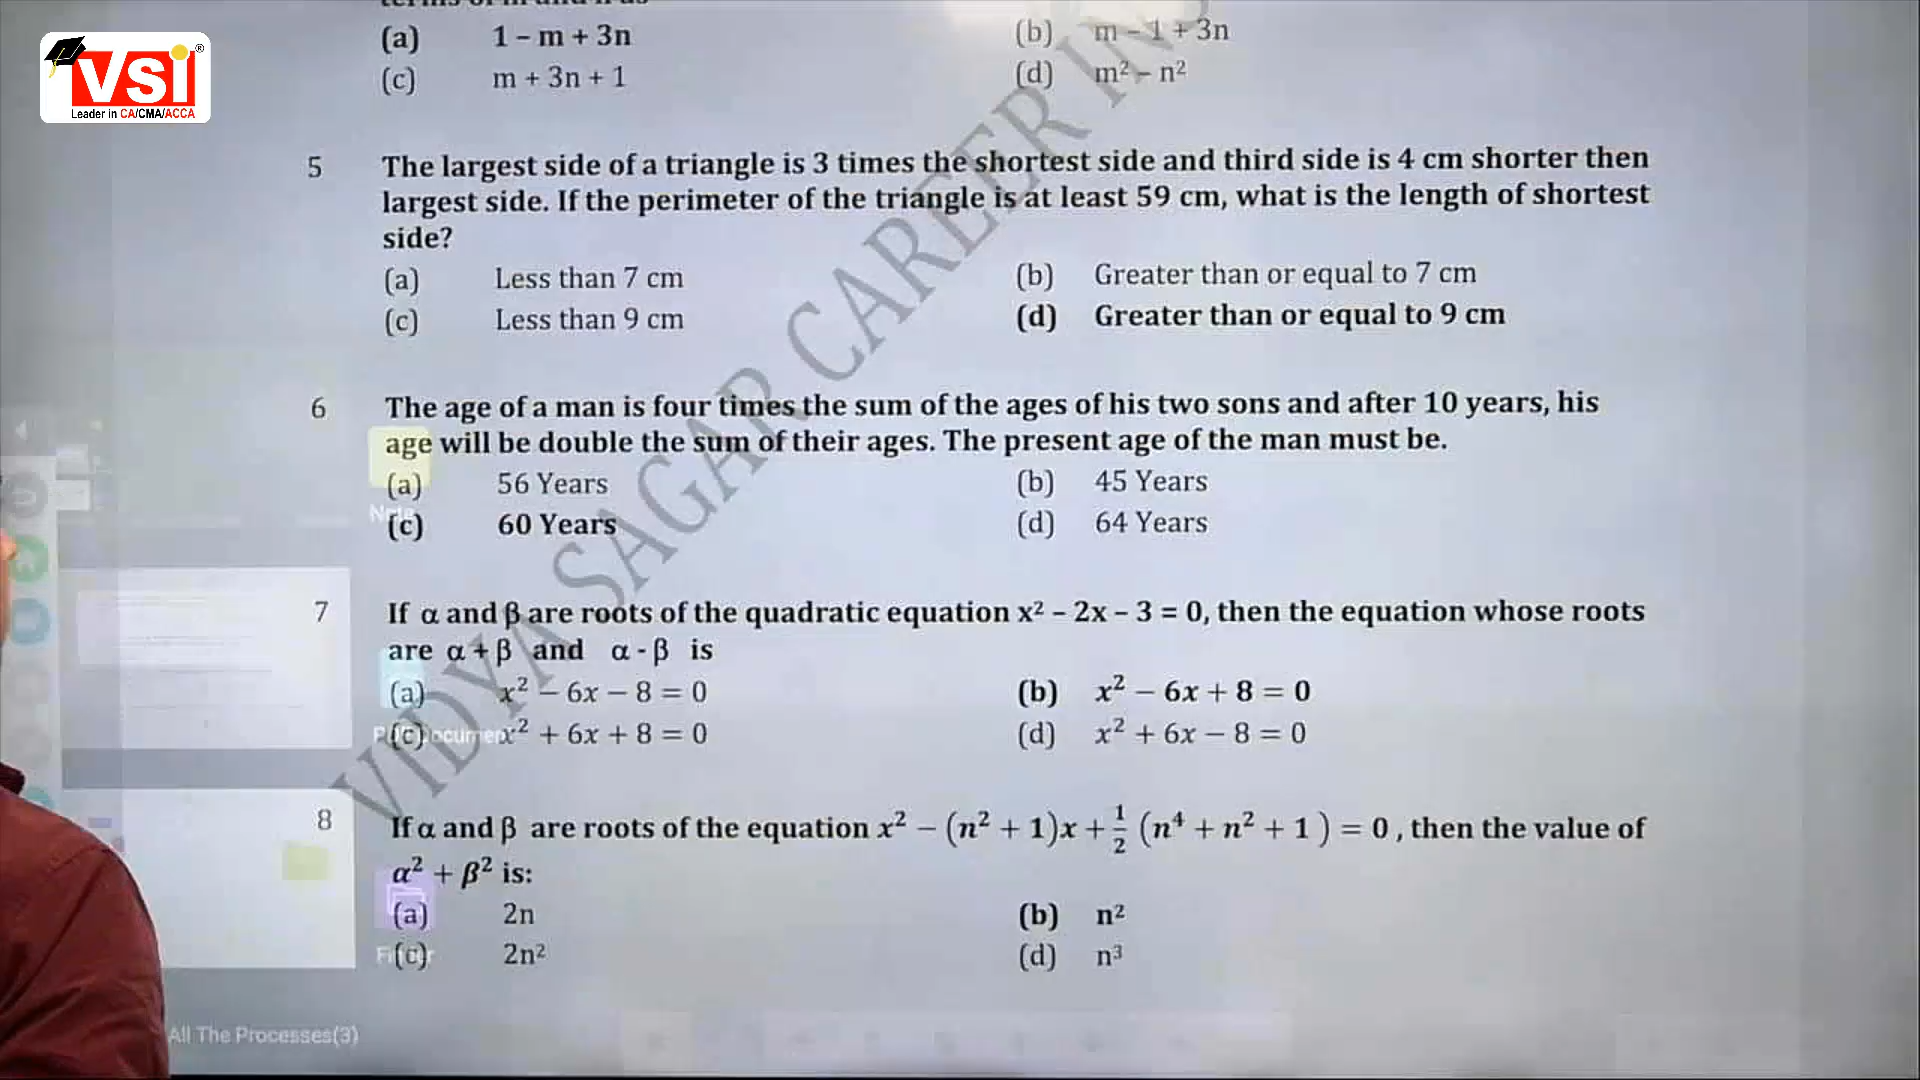 (a) 1 – m + 3n (b) m – 1 + 3n
(c) m + 3n + 1 (d) m² – n²
VSI®
Leader in CA/CMA/ACCA
5 The largest side of a triangle is 3 times the shortest side and third side is 4 cm shorter then
largest side. If the perimeter of the triangle is at least 59 cm, what is the length of shortest
side?
(a) Less than 7 cm (b) Greater than or equal to 7 cm
(c) Less than 9 cm (d) Greater than or equal to 9 cm
6 The age of a man is four times the sum of the ages of his two sons and after 10 years, his
age will be double the sum of their ages. The present age of the man must be.
(a) 56 Years (b) 45 Years
(c) 60 Years (d) 64 Years
7 If α and β are roots of the quadratic equation x² – 2x – 3 = 0, then the equation whose roots
are α + β and α - β is
(a) x² – 6x – 8 = 0 (b) x² – 6x + 8 = 0
(c) x² + 6x + 8 = 0 (d) x² + 6x – 8 = 0
8 If α and β are roots of the equation x² – (n² + 1)x + 1/2 (n⁴ + n² + 1 ) = 0 , then the value of
α² + β² is:
(a) 2n (b) n²
(c) 2n² (d) n³
VIDYA SAGAR CAREER INS
All The Processes(3)